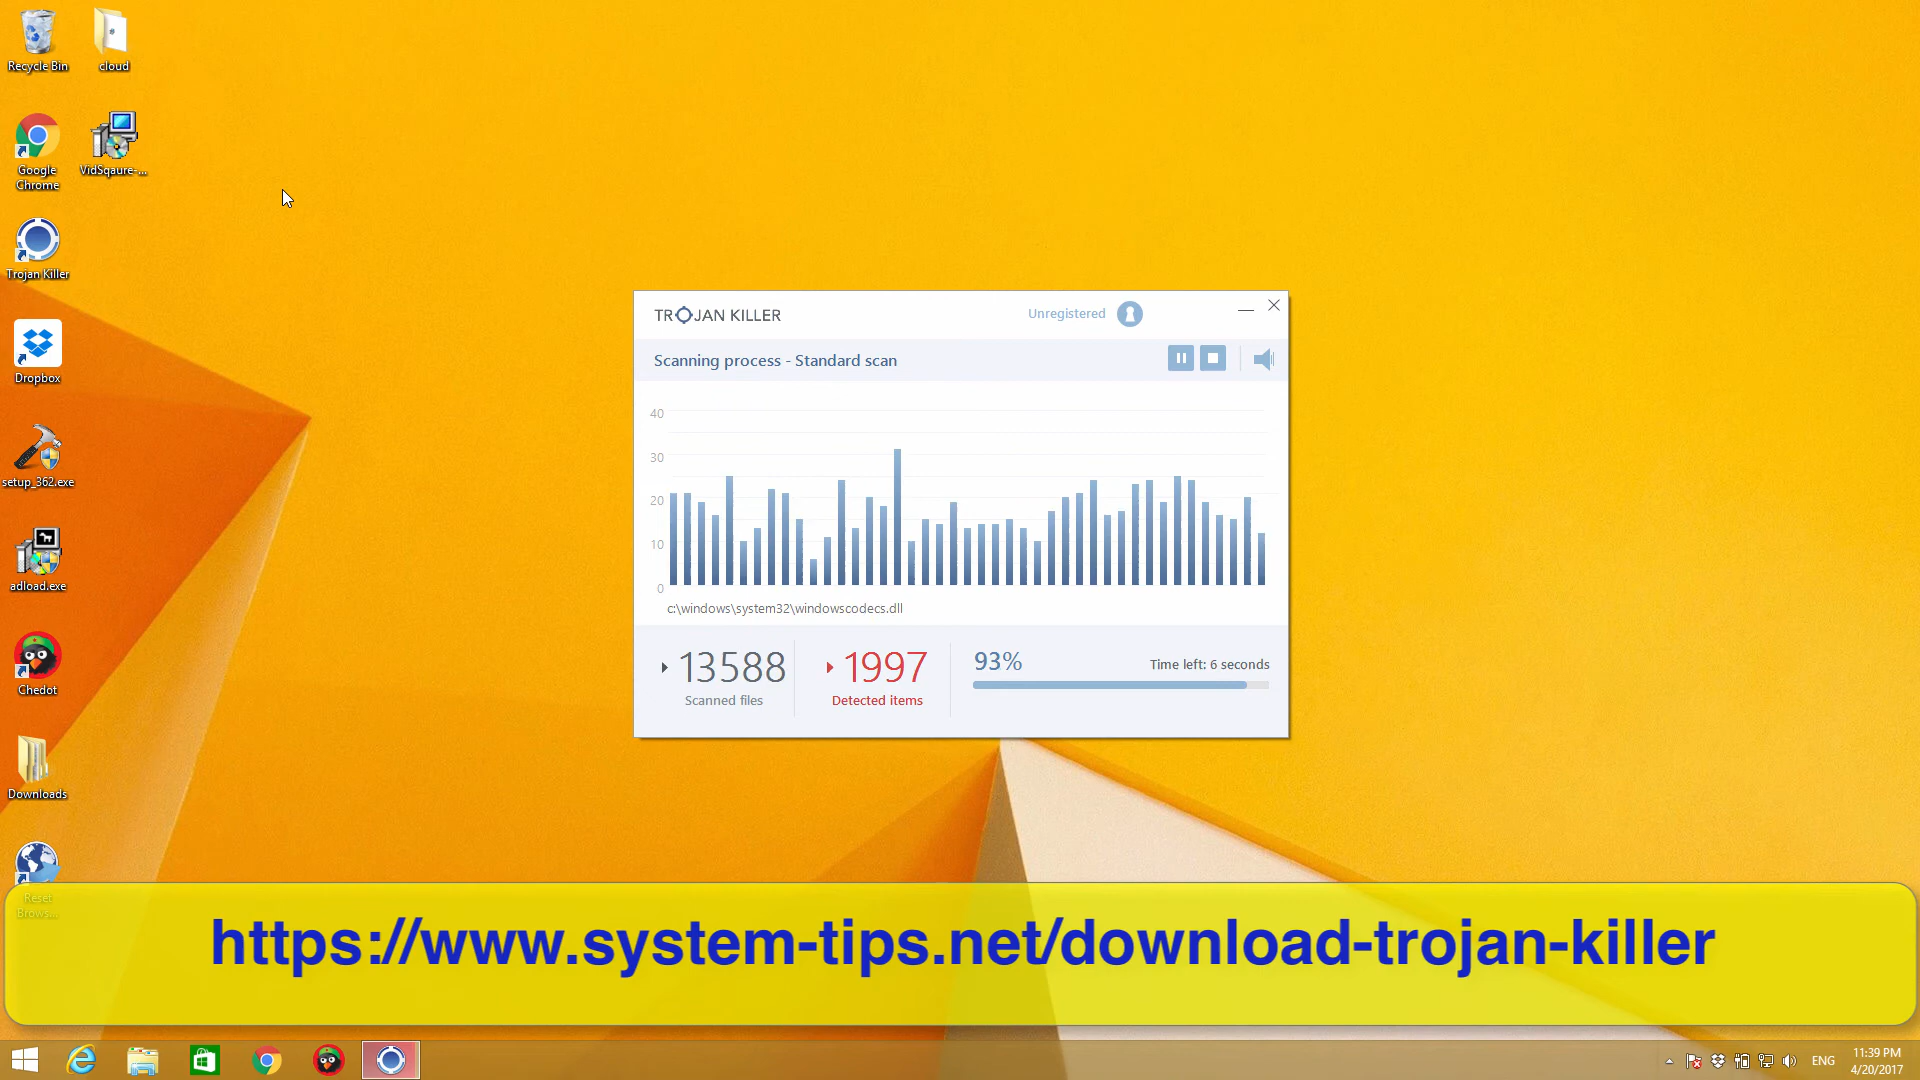 Recycle Bin
cloud
Google
Chrome
VidSqaure-...
Trojan Killer
Dropbox
setup_362.exe
adload.exe
Chedot
Downloads
Reset
Brows...
TROJAN KILLER
Unregistered
Scanning process - Standard scan
40
30
20
10
0
c:\windows\system32\windowscodecs.dll
13588
Scanned files
1997
Detected items
93%
Time left: 6 seconds
https://www.system-tips.net/download-trojan-killer
ENG
11:39 PM
4/20/2017